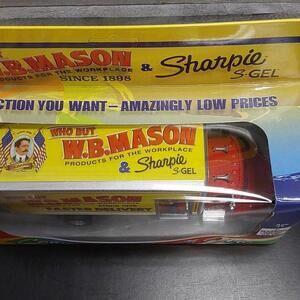 W.B. MASON
PRODUCTS FOR THE WORKPLACE
SINCE 1898
& Sharpie
S·GEL
CTION YOU WANT—AMAZINGLY LOW PRICES
WHO BUT
W.B. MASON
PRODUCTS FOR THE WORKPLACE
& Sharpie
S·GEL
DELIVERY